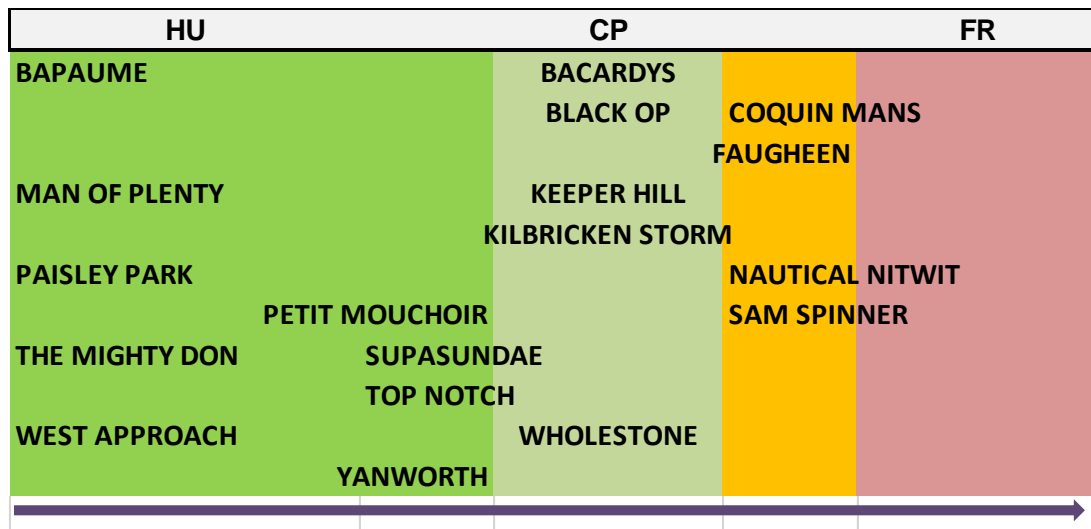 HU CP FR
BAPAUME BACARDYS
BLACK OP COQUIN MANS
FAUGHEEN
MAN OF PLENTY KEEPER HILL
KILBRICKEN STORM
PAISLEY PARK NAUTICAL NITWIT
PETIT MOUCHOIR SAM SPINNER
THE MIGHTY DON SUPASUNDAE
TOP NOTCH
WEST APPROACH WHOLESTONE
YANWORTH